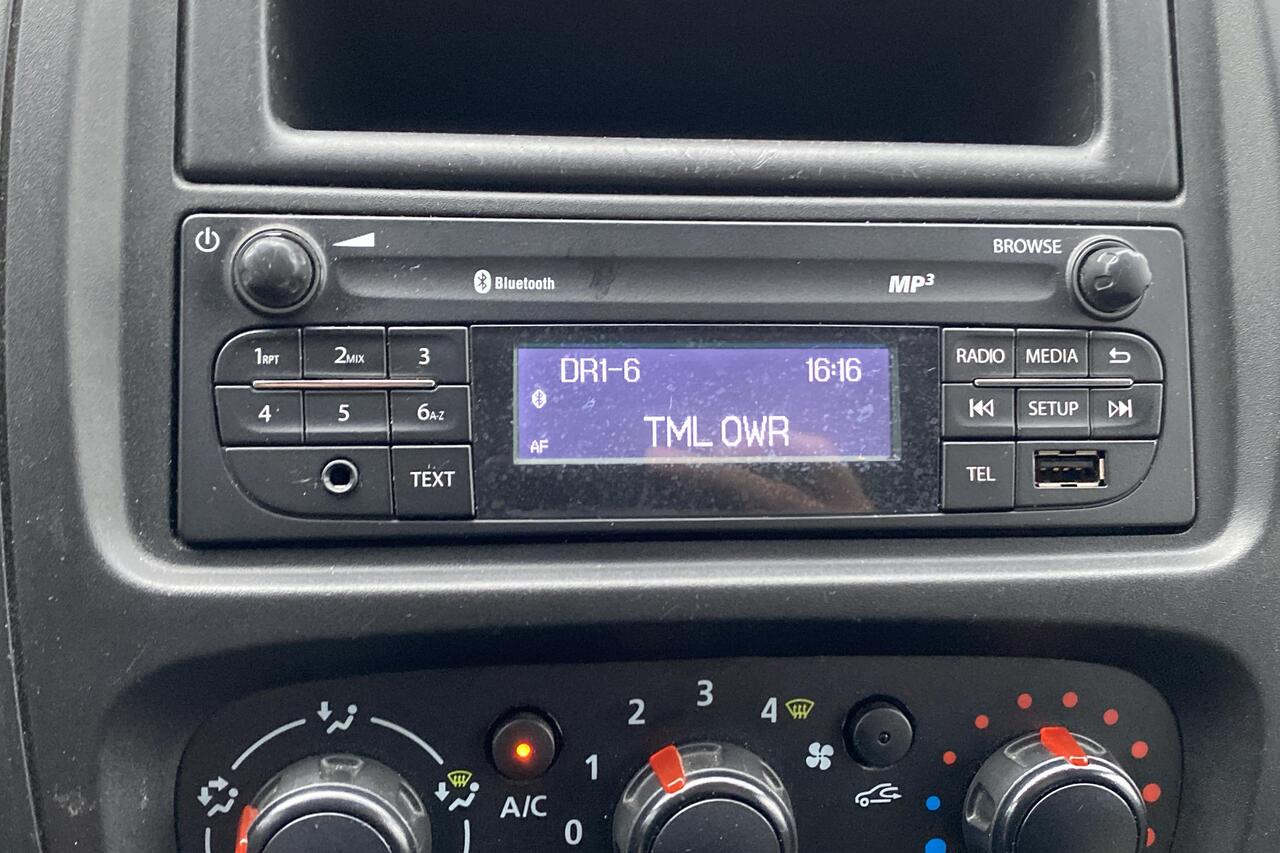 BROWSE
Bluetooth
MP3
1RPT 2MIX 3
DR1-6 16:16
RADIO MEDIA
4 5 6A-Z
TML OWR
SETUP
AF
TEXT
TEL
2 3 4
1
A/C
0